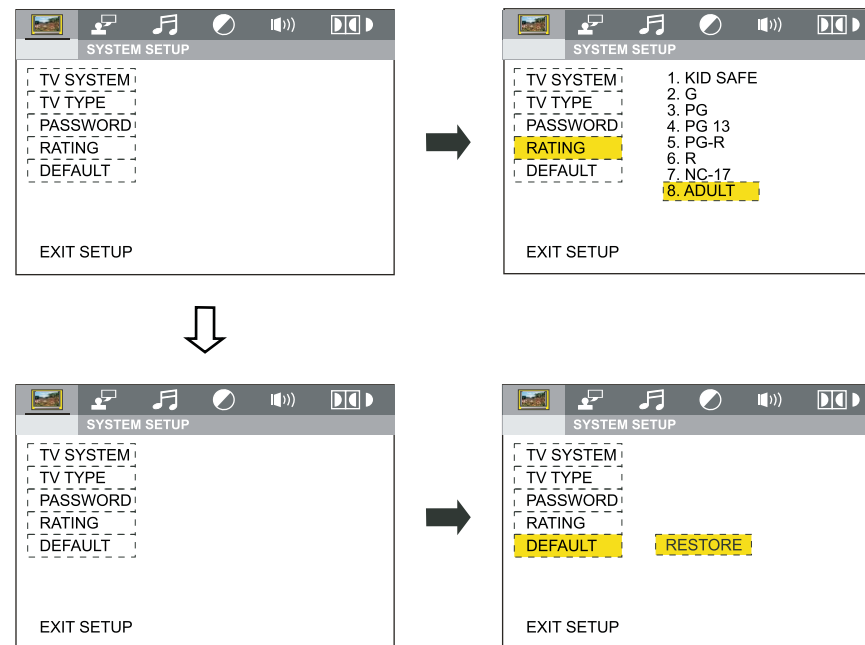 SYSTEM SETUP
TV SYSTEM
TV TYPE
PASSWORD
RATING
DEFAULT
EXIT SETUP
SYSTEM SETUP
TV SYSTEM
TV TYPE
PASSWORD
RATING
DEFAULT
1. KID SAFE
2. G
3. PG
4. PG 13
5. PG-R
6. R
7. NC-17
8. ADULT
EXIT SETUP
SYSTEM SETUP
TV SYSTEM
TV TYPE
PASSWORD
RATING
DEFAULT
EXIT SETUP
SYSTEM SETUP
TV SYSTEM
TV TYPE
PASSWORD
RATING
DEFAULT
RESTORE
EXIT SETUP